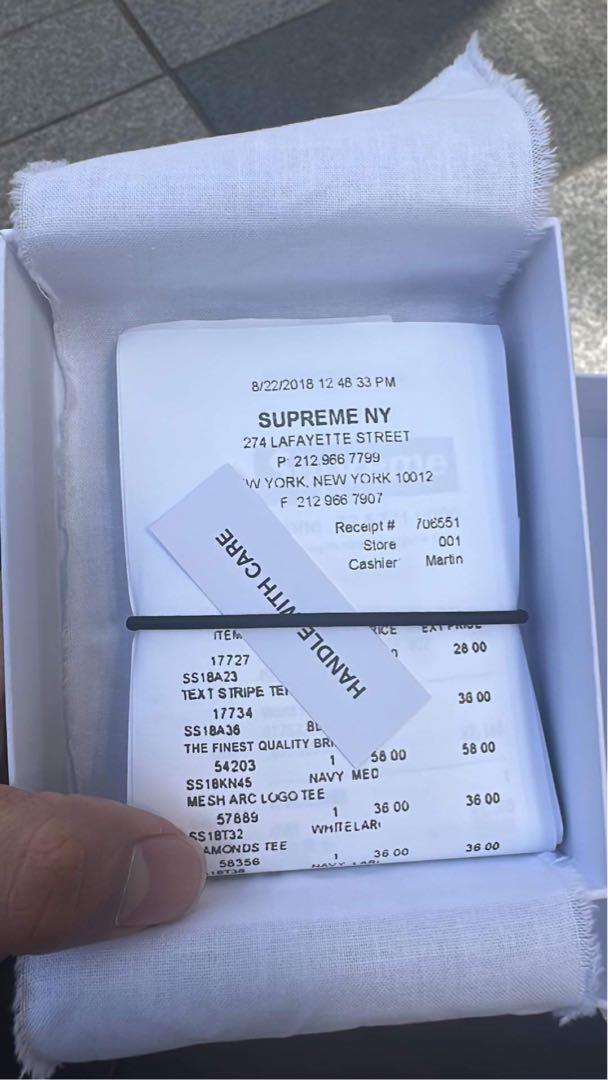 8/22/2018 12 48 33 PM
SUPREME NY
274 LAFAYETTE STREET
P: 212 966 7799
W YORK, NEW YORK 10012
F 212 966 7907
Receipt # 706551
Store 001
Cashier Martin
HANDLE WITH CARE
ITEM
28 00
17727
SS18A23
TEXT STRIPE
36 00
17734
SS18A36
THE FINEST QUALITY
54203 1 58 00 58 00
SS18KN45 NAVY MED
MESH ARC LOGO TEE
57889 1 36 00 36 00
SS18T32 WHITE
AMONDS TEE
58356 1 36 00 36 00